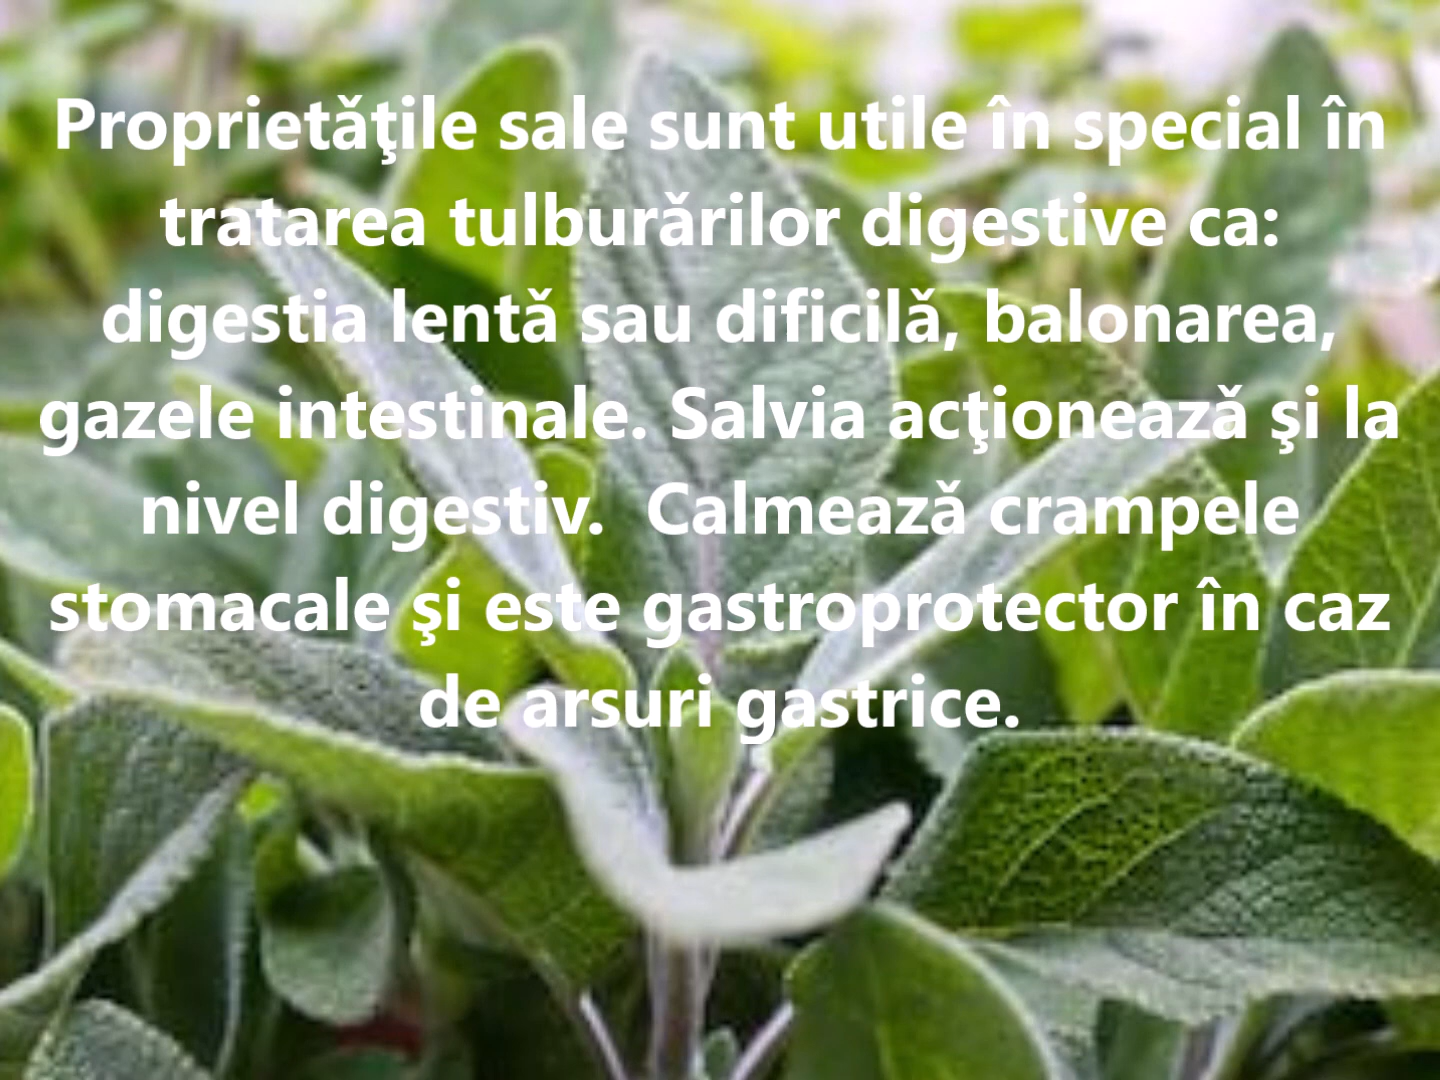 Proprietăţile sale sunt utile în special în
tratarea tulburărilor digestive ca:
digestia lentă sau dificilă, balonarea,
gazele intestinale. Salvia acţionează şi la
nivel digestiv.  Calmează crampele
stomacale şi este gastroprotector în caz
de arsuri gastrice.